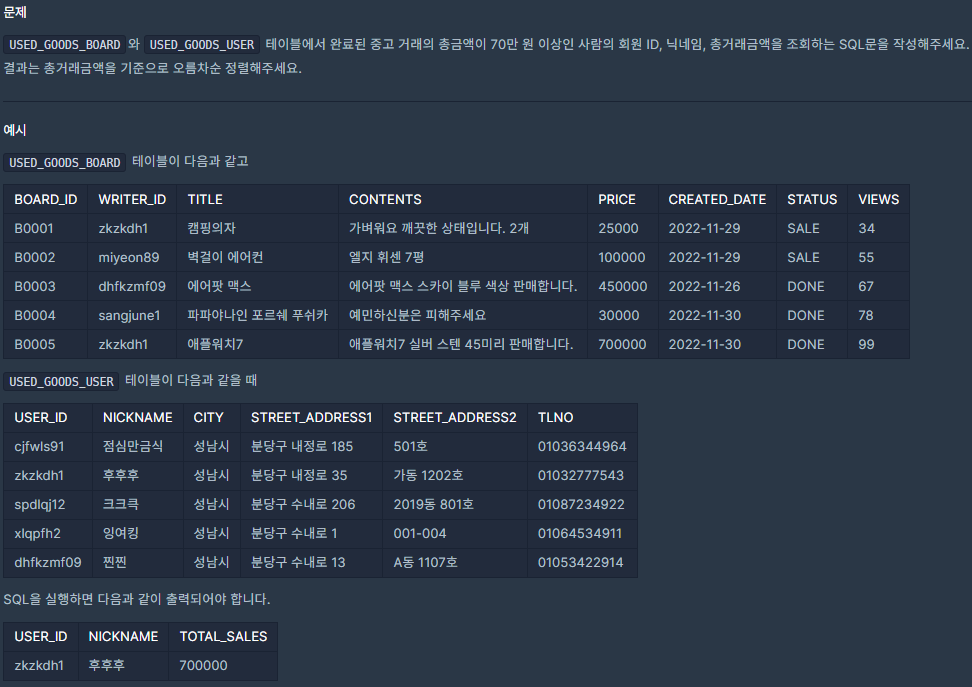 문제
USED_GOODS_BOARD 와 USED_GOODS_USER 테이블에서 완료된 중고 거래의 총금액이 70만 원 이상인 사람의 회원 ID, 닉네임, 총거래금액을 조회하는 SQL문을 작성해주세요.
결과는 총거래금액을 기준으로 오름차순 정렬해주세요.
예시
USED_GOODS_BOARD 테이블이 다음과 같고
BOARD_ID WRITER_ID TITLE CONTENTS PRICE CREATED_DATE STATUS VIEWS
B0001 zkzkdh1 캠핑의자 가벼워요 깨끗한 상태입니다. 2개 25000 2022-11-29 SALE 34
B0002 miyeon89 벽걸이 에어컨 엘지 휘센 7평 100000 2022-11-29 SALE 55
B0003 dhfkzmf09 에어팟 맥스 에어팟 맥스 스카이 블루 색상 판매합니다. 450000 2022-11-26 DONE 67
B0004 sangjune1 파파야나인 포르쉐 푸쉬카 예민하신분은 피해주세요 30000 2022-11-30 DONE 78
B0005 zkzkdh1 애플워치7 애플워치7 실버 스텐 45미리 판매합니다. 700000 2022-11-30 DONE 99
USED_GOODS_USER 테이블이 다음과 같을 때
USER_ID NICKNAME CITY STREET_ADDRESS1 STREET_ADDRESS2 TLNO
cjfwls91 점심만금식 성남시 분당구 내정로 185 501호 01036344964
zkzkdh1 후후후 성남시 분당구 내정로 35 가동 1202호 01032777543
spdlqj12 크크큭 성남시 분당구 수내로 206 2019동 801호 01087234922
xlqpfh2 잉여킹 성남시 분당구 수내로 1 001-004 01064534911
dhfkzmf09 찐찐 성남시 분당구 수내로 13 A동 1107호 01053422914
SQL을 실행하면 다음과 같이 출력되어야 합니다.
USER_ID NICKNAME TOTAL_SALES
zkzkdh1 후후후 700000